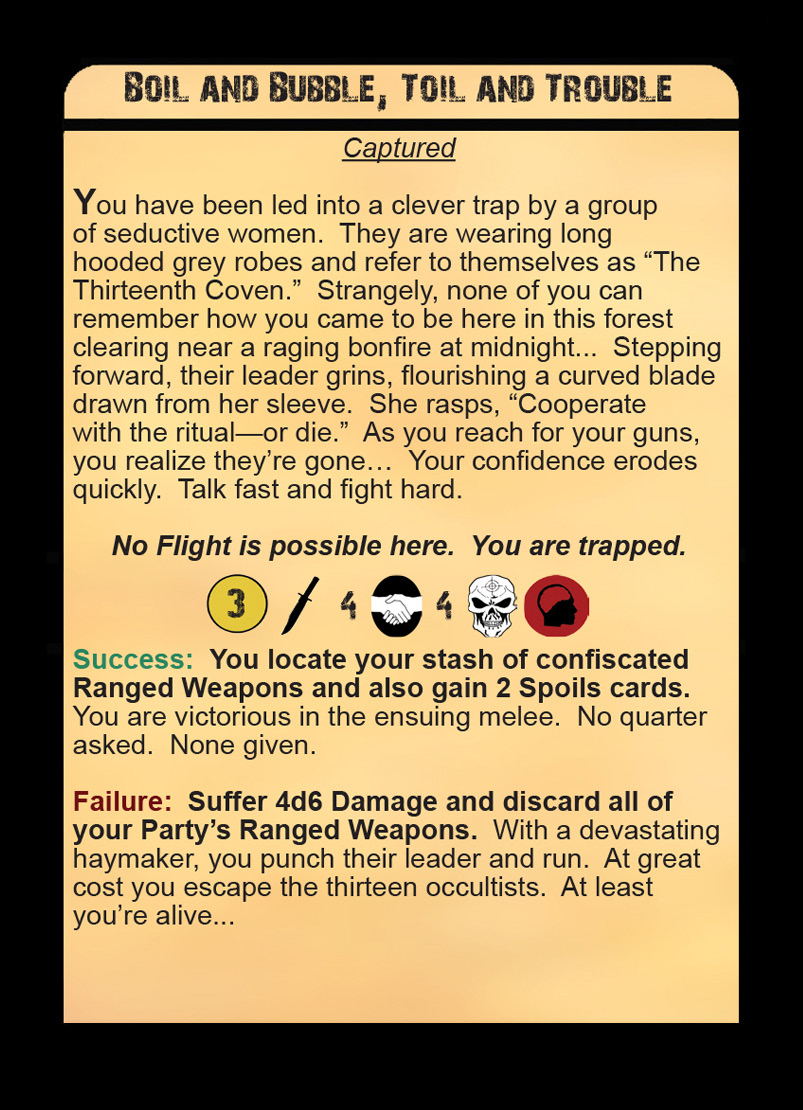 Boil and Bubble, Toil and Trouble
Captured
You have been led into a clever trap by a group
of seductive women.  They are wearing long
hooded grey robes and refer to themselves as “The
Thirteenth Coven.”  Strangely, none of you can
remember how you came to be here in this forest
clearing near a raging bonfire at midnight...  Stepping
forward, their leader grins, flourishing a curved blade
drawn from her sleeve.  She rasps, “Cooperate
with the ritual—or die.”  As you reach for your guns,
you realize they’re gone…  Your confidence erodes
quickly.  Talk fast and fight hard.
No Flight is possible here.  You are trapped.
3 4 4
Success:  You locate your stash of confiscated
Ranged Weapons and also gain 2 Spoils cards.
You are victorious in the ensuing melee.  No quarter
asked.  None given.
Failure:  Suffer 4d6 Damage and discard all of
your Party’s Ranged Weapons.  With a devastating
haymaker, you punch their leader and run.  At great
cost you escape the thirteen occultists.  At least
you’re alive...